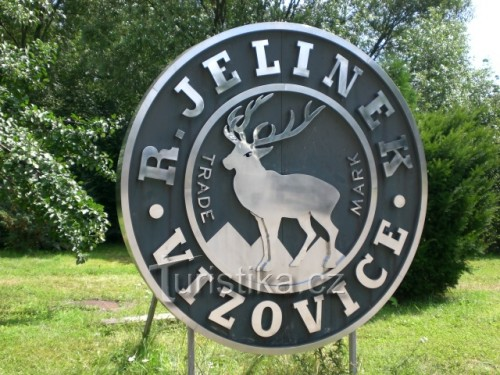 R. JELINEK
TRADE
MARK
VIZOVICE
Turistika.cz